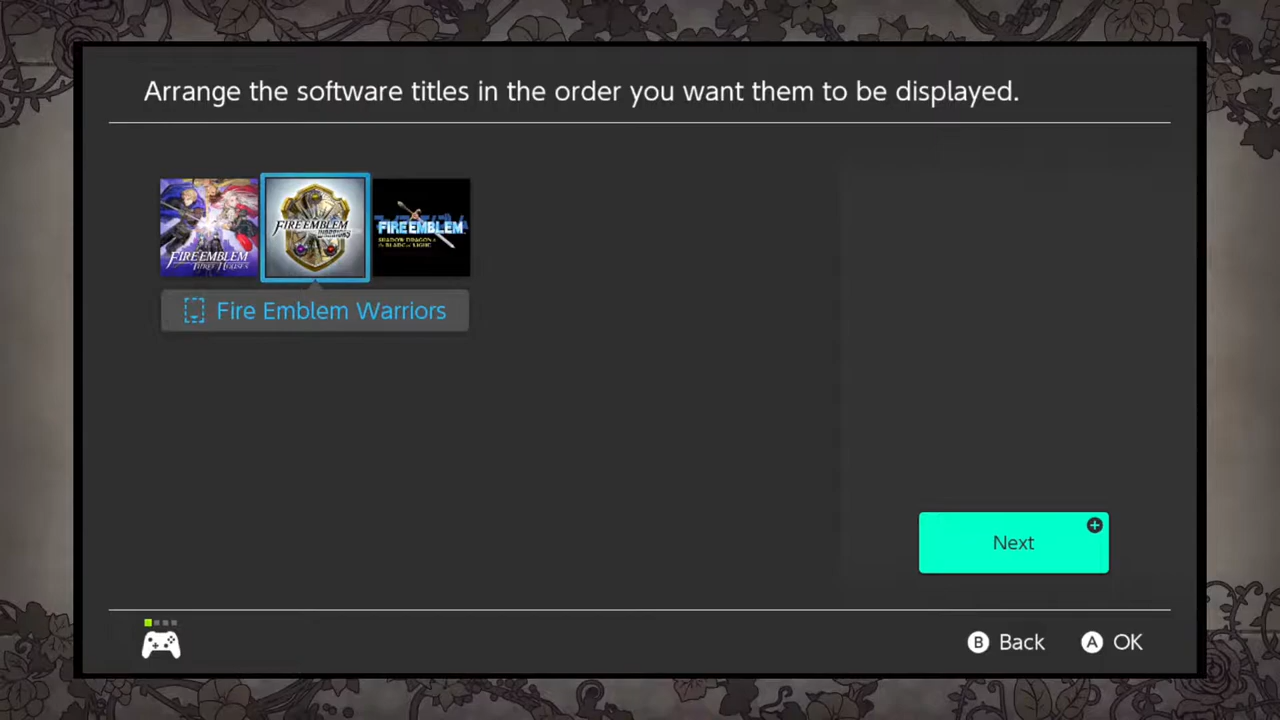 Arrange the software titles in the order you want them to be displayed.
FIRE EMBLEM
THREE HOUSES
FIRE EMBLEM
WARRIORS
FIRE EMBLEM
SHADOW DRAGON &
THE BLADE OF LIGHT
Fire Emblem Warriors
Next
B Back
A OK